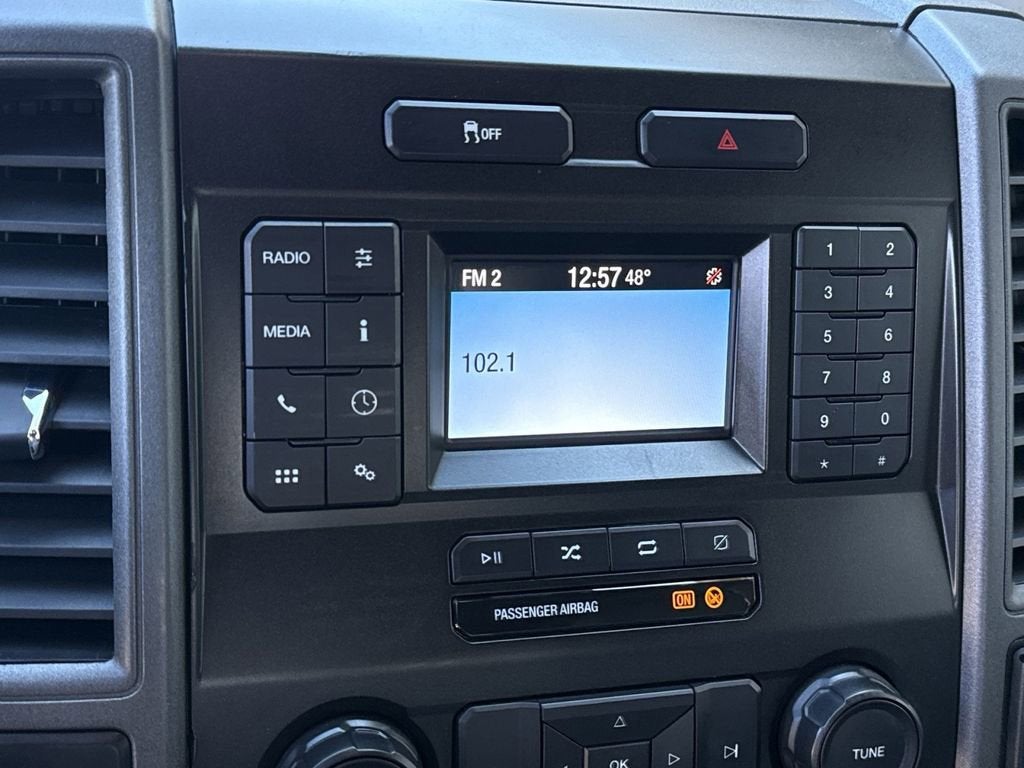 OFF
RADIO
MEDIA
FM 2 12:57 48°
102.1
1 2
3 4
5 6
7 8
9 0
* #
PASSENGER AIRBAG ON
OK
TUNE